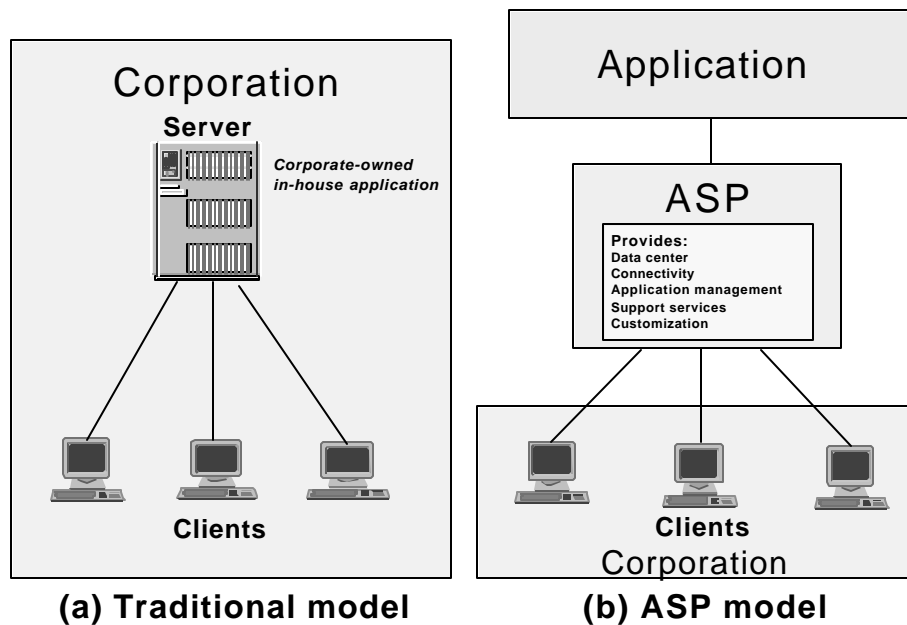 Corporation
Server
Corporate-owned
in-house application
Clients
(a) Traditional model
Application
ASP
Provides:
Data center
Connectivity
Application management
Support services
Customization
Clients
Corporation
(b) ASP model